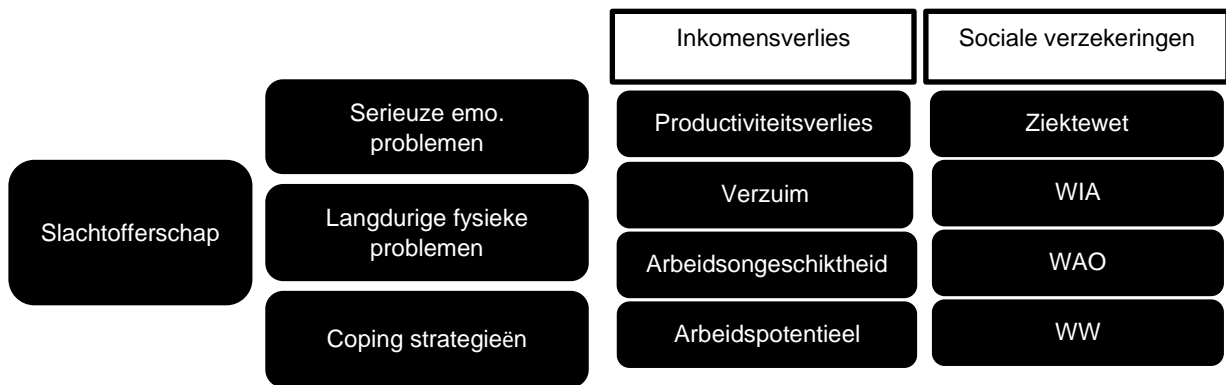 Slachtofferschap
Serieuze emo.
problemen
Langdurige fysieke
problemen
Coping strategieën
Inkomensverlies
Productiviteitsverlies
Verzuim
Arbeidsongeschiktheid
Arbeidspotentieel
Sociale verzekeringen
Ziektewet
WIA
WAO
WW